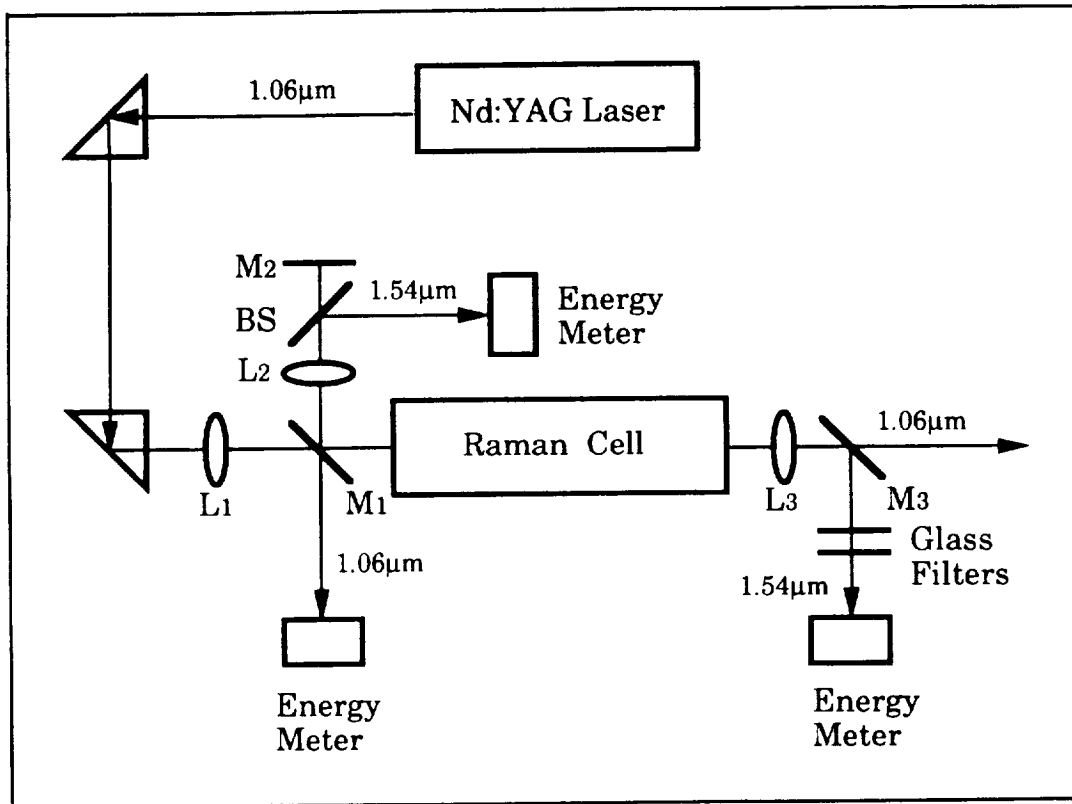 1.06μm
Nd:YAG Laser
M2
1.54μm
BS
Energy
Meter
L2
Raman Cell
1.06μm
L1
M1
L3
M3
1.06μm
Glass
Filters
1.54μm
Energy
Meter
Energy
Meter